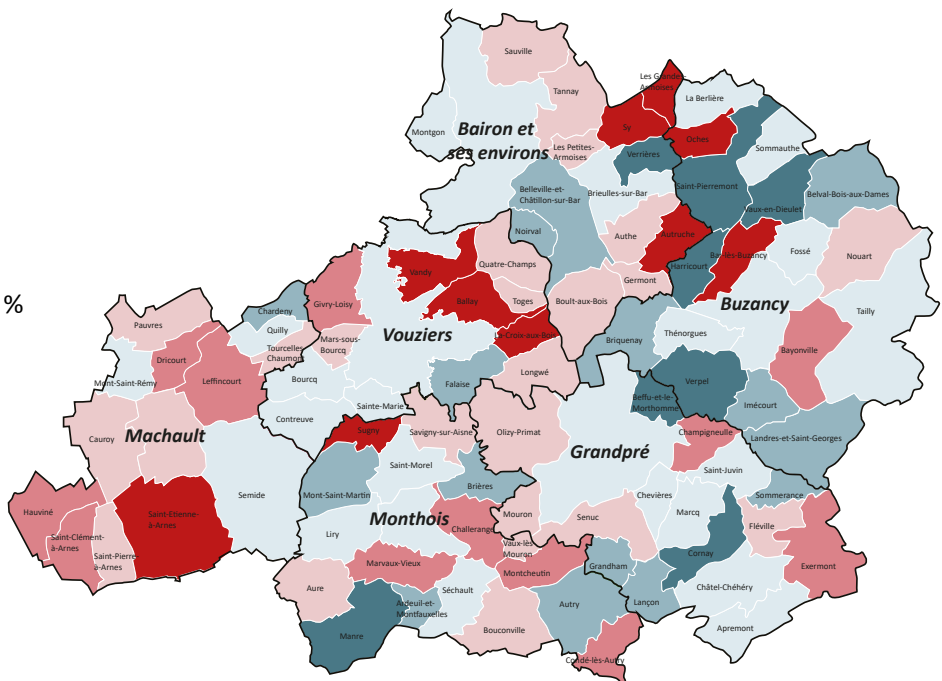 %
Sauville
Tannay
Les Grandes-
Armoises
La Berlière
Montgon
Bairon et
ses environs
Sy
Oches
Sommauthe
Les Petites-
Armoises
Verrières
Belleville-et-
Châtillon-sur-Bar
Brieulles-sur-Bar
Saint-Pierremont
Vaux-en-Dieulet
Belval-Bois-aux-Dames
Noirval
Authe
Autruche
Bar-lès-Buzancy
Fossé
Nouart
Quatre-Champs
Harricourt
Vandy
Germont
Givry-Loisy
Ballay
Toges
Boult-aux-Bois
Buzancy
Tailly
Chardeny
Pauvres
Quilly
Mars-sous-
Bourcq
Vouziers
La-Croix-aux-Bois
Briquenay
Thénorgues
Tourcelles-
Chaumont
Dricourt
Bayonville
Mont-Saint-Rémy
Leffincourt
Bourcq
Falaise
Longwé
Verpel
Beffu-et-le-
Morthomme
Imécourt
Sainte-Marie
Contreuve
Cauroy
Machault
Sugny
Savigny-sur-Aisne
Olizy-Primat
Grandpré
Champigneulle
Landres-et-Saint-Georges
Saint-Morel
Saint-Juvin
Semide
Mont-Saint-Martin
Brières
Chevières
Sommerance
Hauviné
Saint-Etienne-
à-Arnes
Monthois
Mouron
Senuc
Marcq
Fléville
Liry
Challerange
Saint-Clément-
à-Arnes
Saint-Pierre-
à-Arnes
Vaux-lès-
Mouron
Cornay
Marvaux-Vieux
Montcheutin
Grandham
Exermont
Aure
Séchault
Châtel-Chéhéry
Ardeuil-et-
Montfauxelles
Autry
Lançon
Manre
Bouconville
Apremont
Condé-lès-Autry